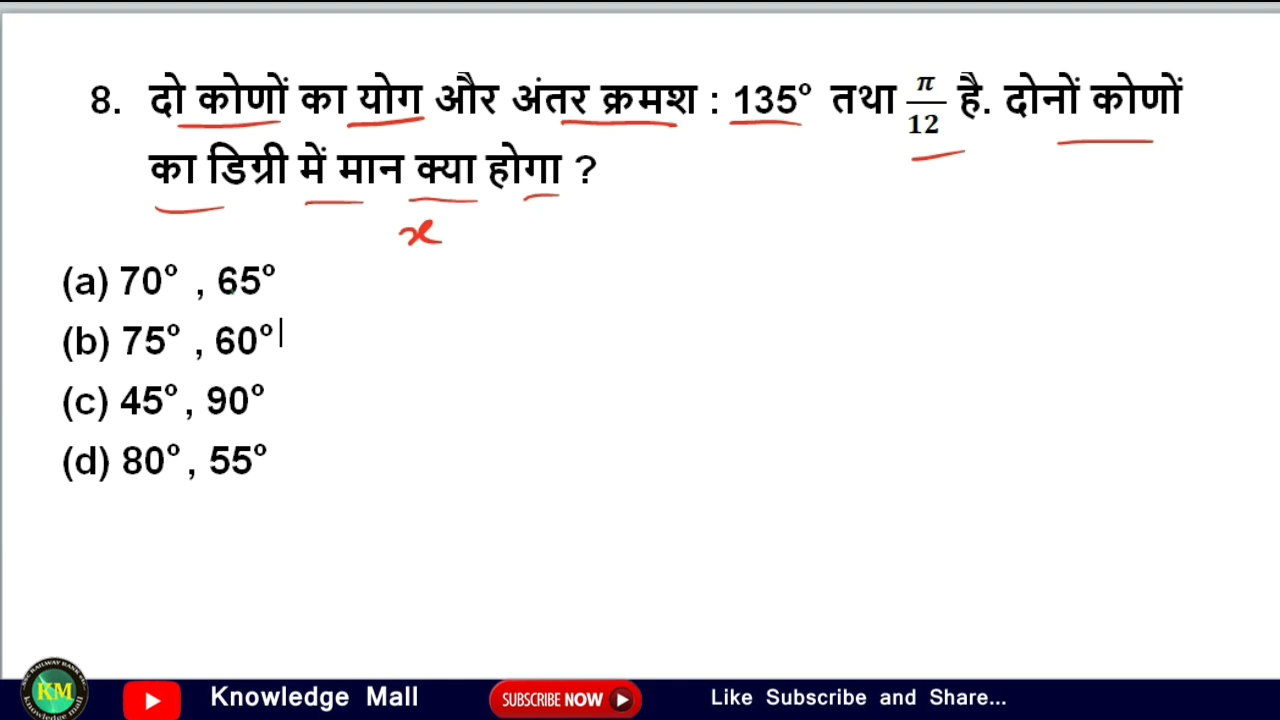 8. दो कोणों का योग और अंतर क्रमश : 135° तथा π/12 है. दोनों कोणों
का डिग्री में मान क्या होगा ?
x
(a) 70° , 65°
(b) 75° , 60°
(c) 45° , 90°
(d) 80° , 55°
KM
Knowledge Mall
SUBSCRIBE NOW
Like Subscribe and Share...